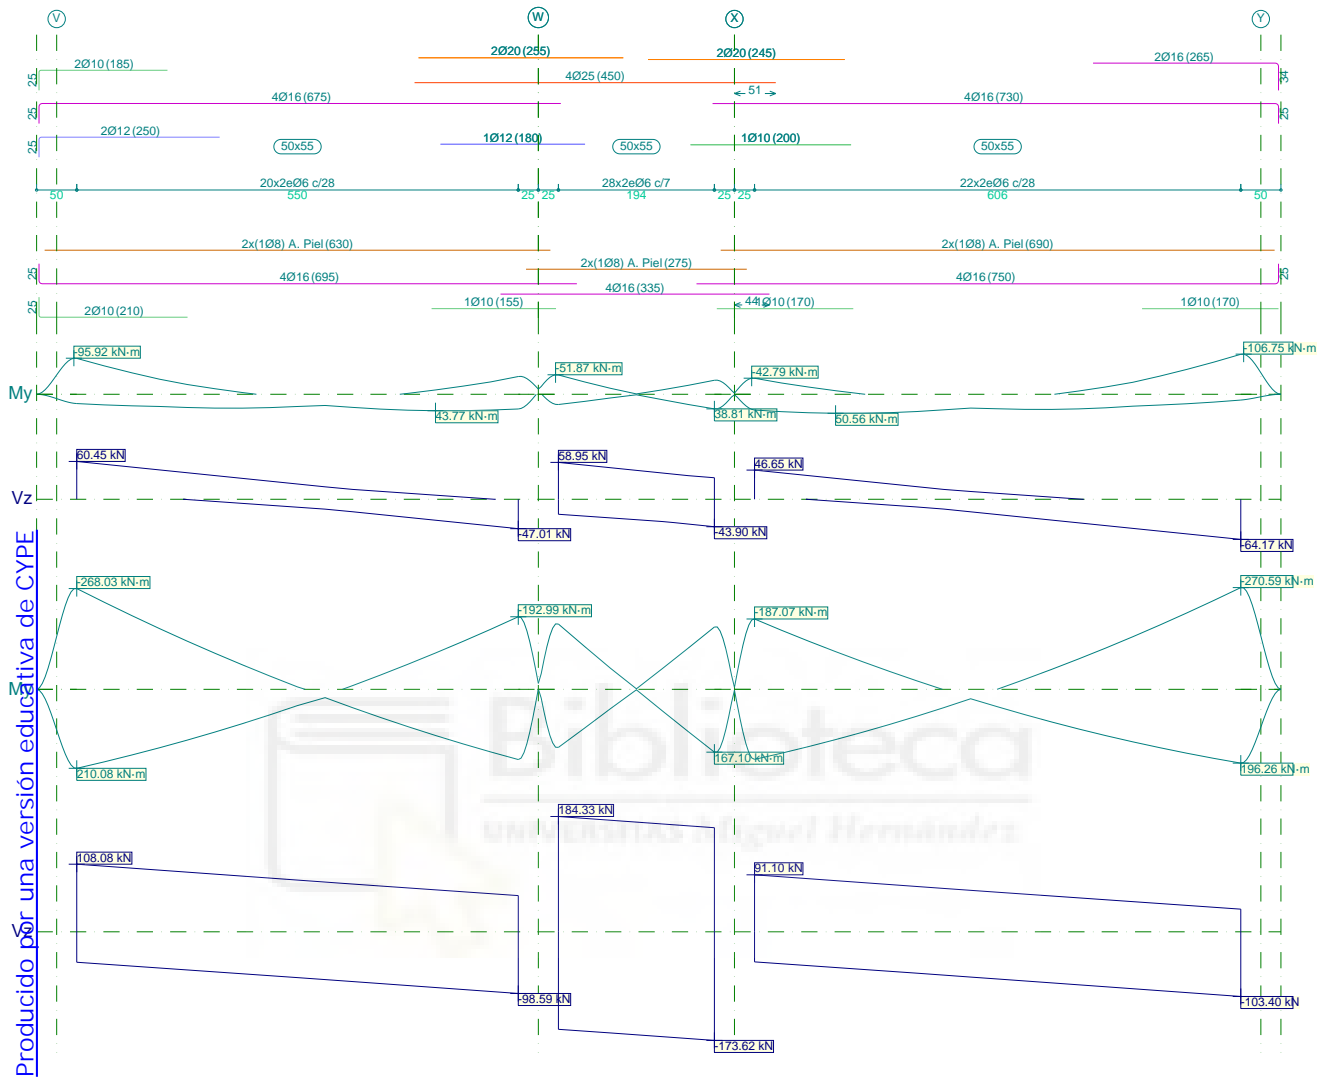 V W X Y
2Ø20 (255)
2Ø20 (245)
2Ø16 (265)
2Ø10 (185)
25
4Ø25 (450)
34
51
4Ø16 (675)
4Ø16 (730)
25
25
2Ø12 (250)
1Ø12 (180)
1Ø10 (200)
25
50x55
50x55
50x55
20x2eØ6 c/28
28x2eØ6 c/7
22x2eØ6 c/28
50
550
25
25
194
25
25
606
50
2x(1Ø8) A. Piel (630)
2x(1Ø8) A. Piel (690)
2x(1Ø8) A. Piel (275)
25
4Ø16 (695)
4Ø16 (750)
25
4Ø16 (335)
25
2Ø10 (210)
1Ø10 (155)
44
1Ø10 (170)
1Ø10 (170)
-95.92 kN·m
-106.75 kN·m
-51.87 kN·m
-42.79 kN·m
My
43.77 kN·m
38.81 kN·m
50.56 kN·m
60.45 kN
58.95 kN
46.65 kN
Vz
-47.01 kN
-43.90 kN
-64.17 kN
-268.03 kN·m
-192.99 kN·m
-187.07 kN·m
-270.59 kN·m
210.08 kN·m
167.10 kN·m
196.26 kN·m
Biblioteca
UNIVERSITAS Miguel Hernández
184.33 kN
108.08 kN
91.10 kN
-98.59 kN
-173.62 kN
-103.40 kN
Producido por una versión educativa de CYPE